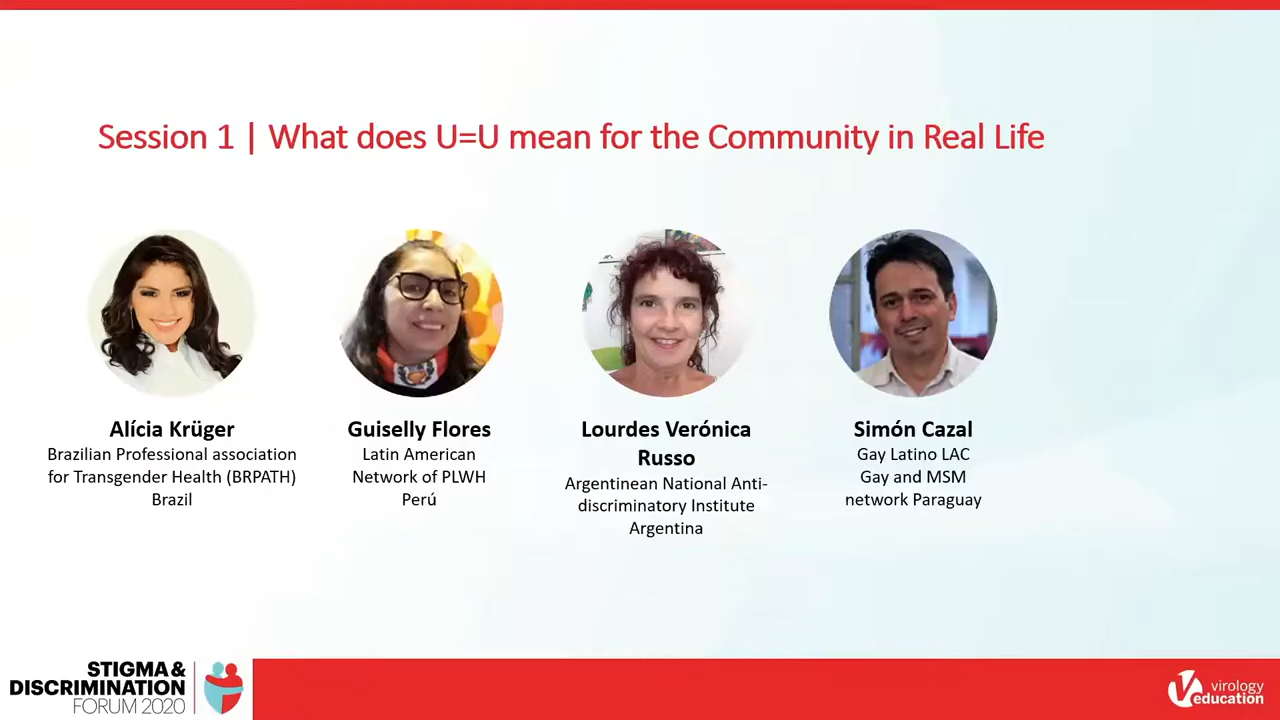 Session 1 | What does U=U mean for the Community in Real Life
Alícia Krüger
Brazilian Professional association
for Transgender Health (BRPATH)
Brazil
Guiselly Flores
Latin American
Network of PLWH
Perú
Lourdes Verónica
Russo
Argentinean National Anti-
discriminatory Institute
Argentina
Simón Cazal
Gay Latino LAC
Gay and MSM
network Paraguay
STIGMA &
DISCRIMINATION
FORUM 2020
virology
education